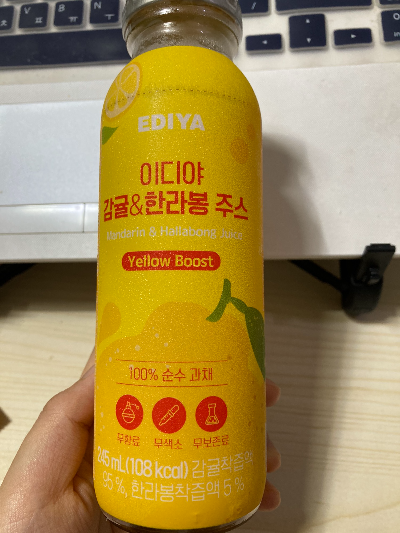 EDIYA
이디야
감귤&한라봉 주스
Mandarin & Hallabong Juice
Yellow Boost
100% 순수 과채
무향료 무색소 무보존료
245 mL(108 kcal) 감귤착즙액
95 %, 한라봉착즙액 5 %